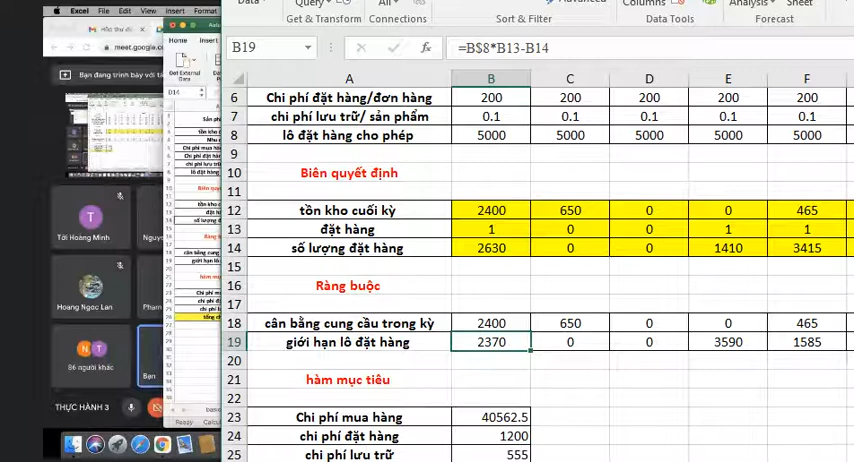 Excel File Edit View Insert Format
Home Insert
Get External
Data
D14
meet.google.co
Bạn đang trình bày với tấ
T
Tới Hoàng Minh
Nguye
Hoang Ngoc Lan
Phạm
N T
86 người khác
Bạn
THỰC HÀNH 3
Ready
Data
Query
All
Advanced
Columns
Analysis
Sheet
Get & Transform
Connections
Sort & Filter
Data Tools
Forecast
B19
fx
=B$8*B13-B14
A B C D E F
6 Chi phí đặt hàng/đơn hàng 200 200 200 200 200
7 chi phí lưu trữ/ sản phẩm 0.1 0.1 0.1 0.1 0.1
8 lô đặt hàng cho phép 5000 5000 5000 5000 5000
9
10 Biên quyết định
11
12 tồn kho cuối kỳ 2400 650 0 0 465
13 đặt hàng 1 0 0 1 1
14 số lượng đặt hàng 2630 0 0 1410 3415
15
16 Ràng buộc
17
18 cân bằng cung cầu trong kỳ 2400 650 0 0 465
19 giới hạn lô đặt hàng 2370 0 0 3590 1585
20
21 hàm mục tiêu
22
23 Chi phí mua hàng 40562.5
24 chi phí đặt hàng 1200
25 chi phí lưu trữ 555